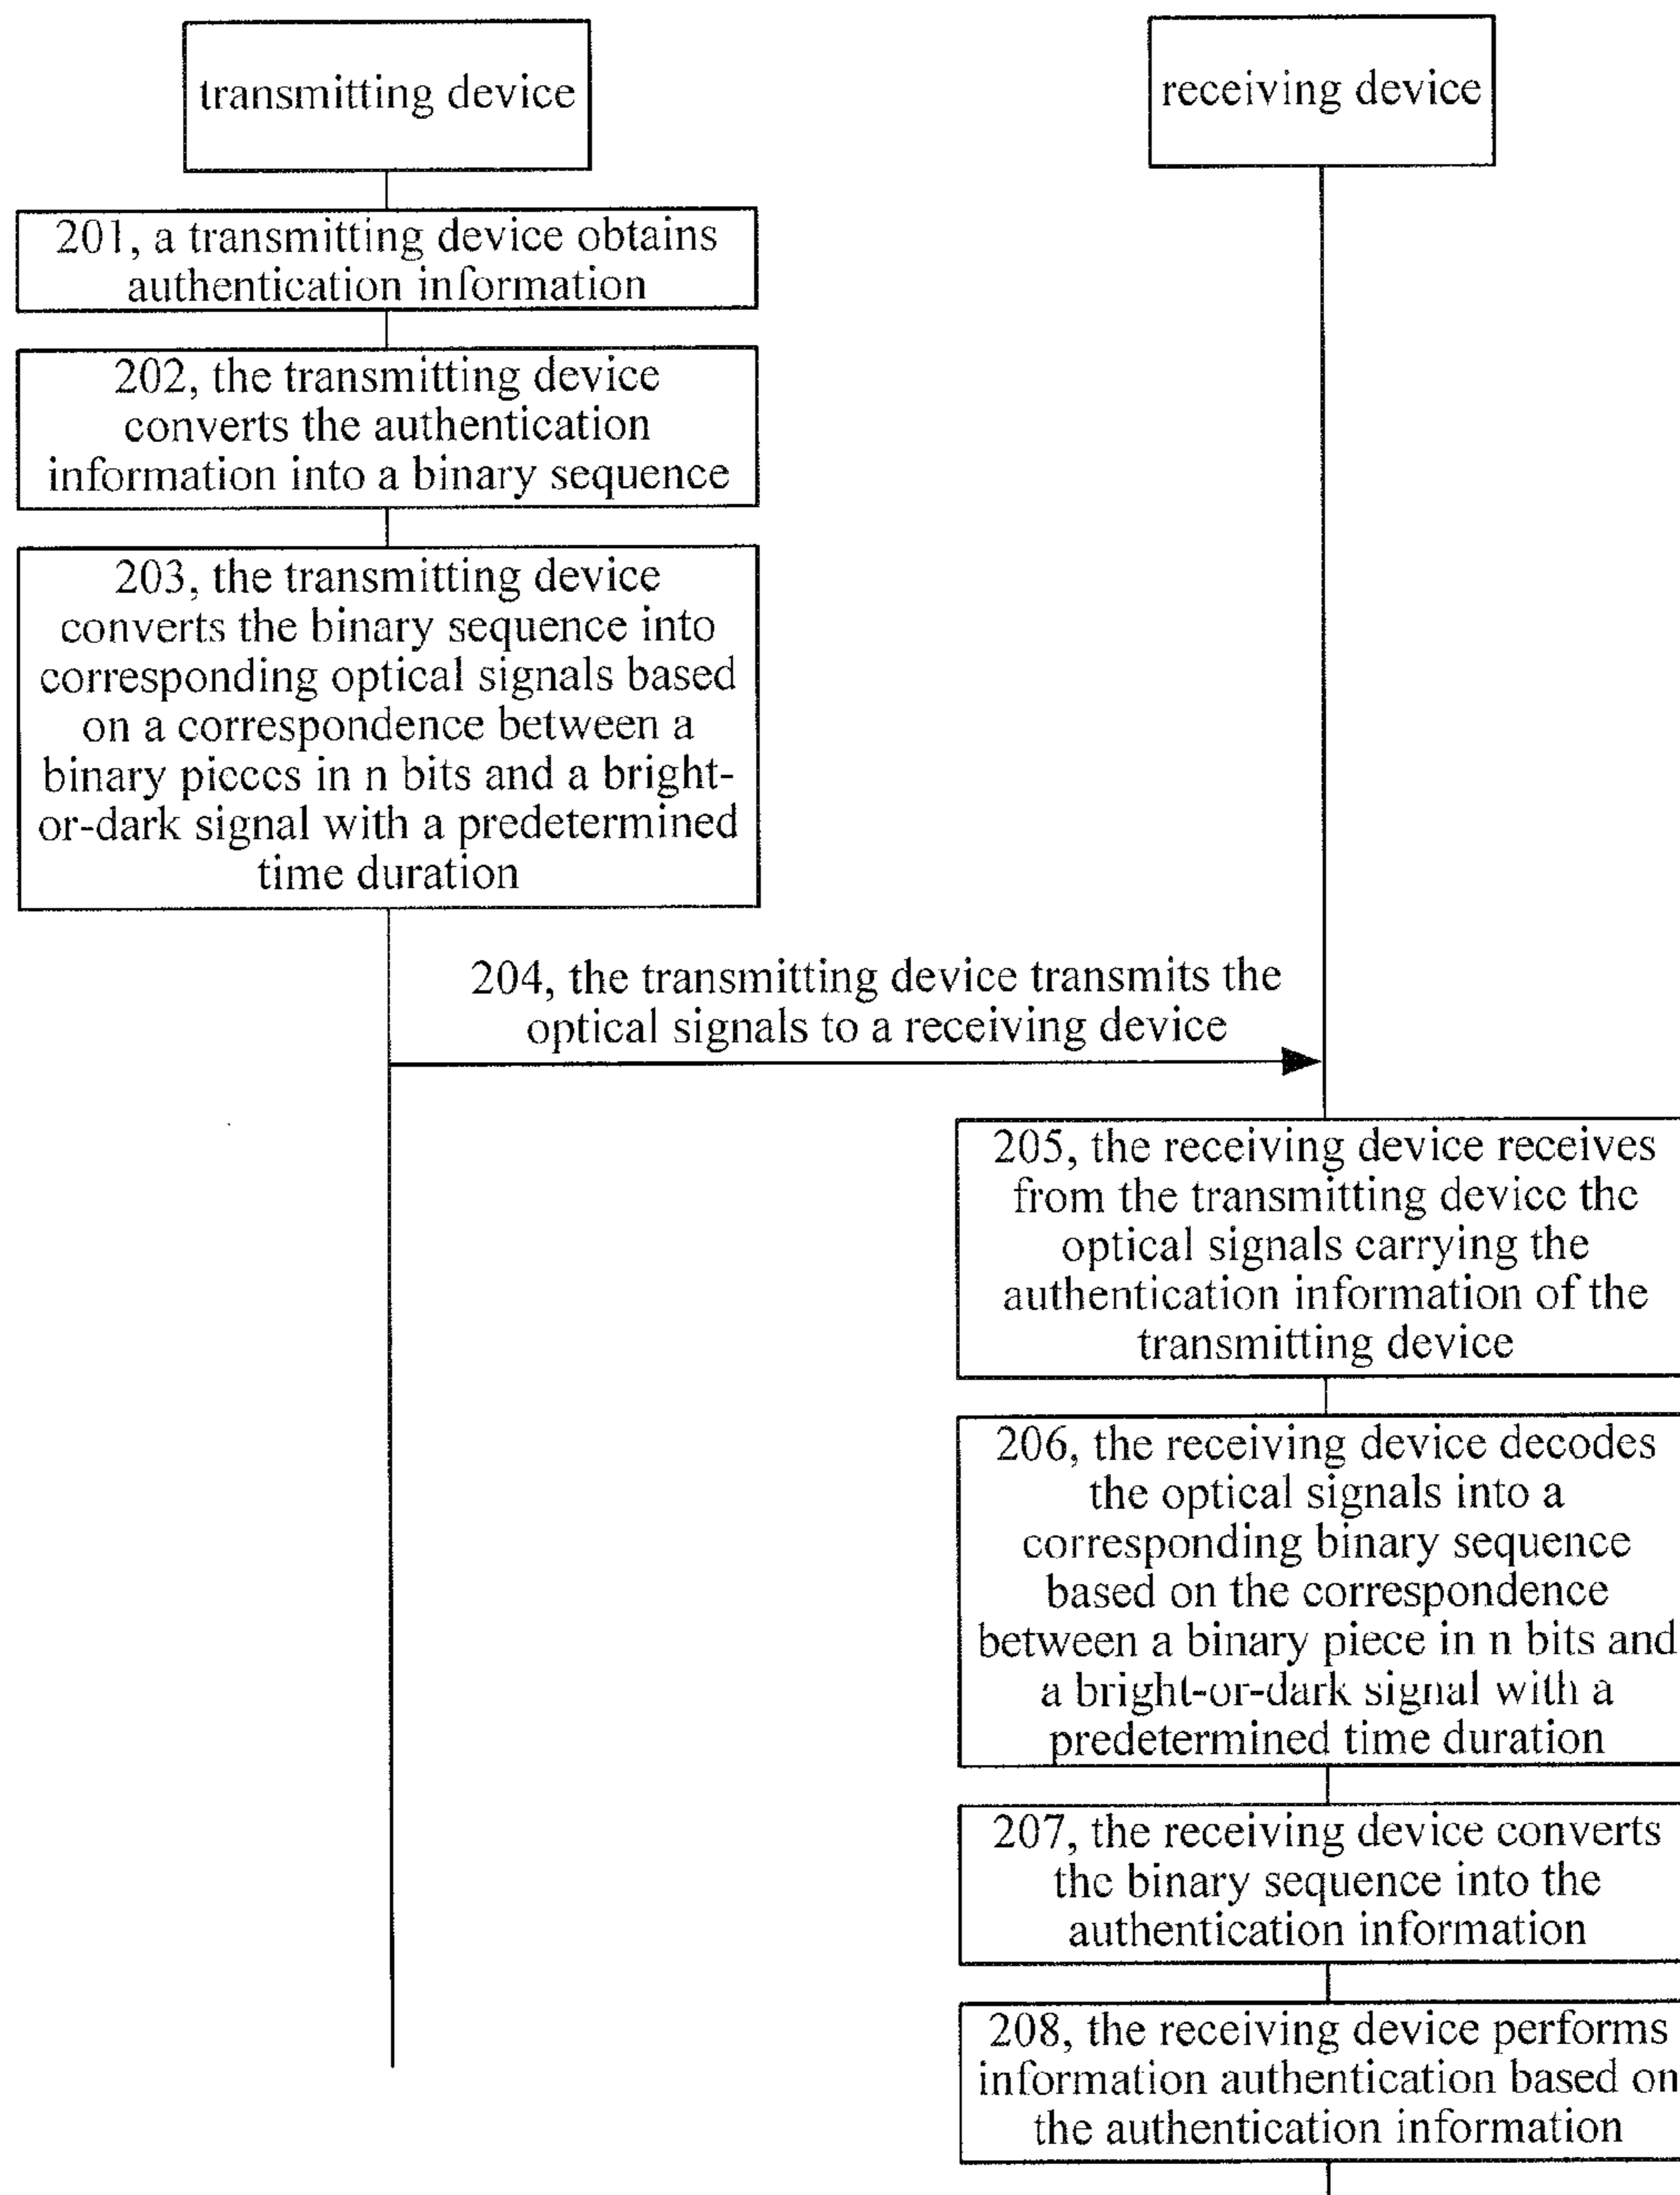 transmitting device
receiving device
201, a transmitting device obtains
authentication information
202, the transmitting device
converts the authentication
information into a binary sequence
203, the transmitting device
converts the binary sequence into
corresponding optical signals based
on a correspondence between a
binary pieces in n bits and a bright-
or-dark signal with a predetermined
time duration
204, the transmitting device transmits the
optical signals to a receiving device
205, the receiving device receives
from the transmitting device the
optical signals carrying the
authentication information of the
transmitting device
206, the receiving device decodes
the optical signals into a
corresponding binary sequence
based on the correspondence
between a binary piece in n bits and
a bright-or-dark signal with a
predetermined time duration
207, the receiving device converts
the binary sequence into the
authentication information
208, the receiving device performs
information authentication based on
the authentication information